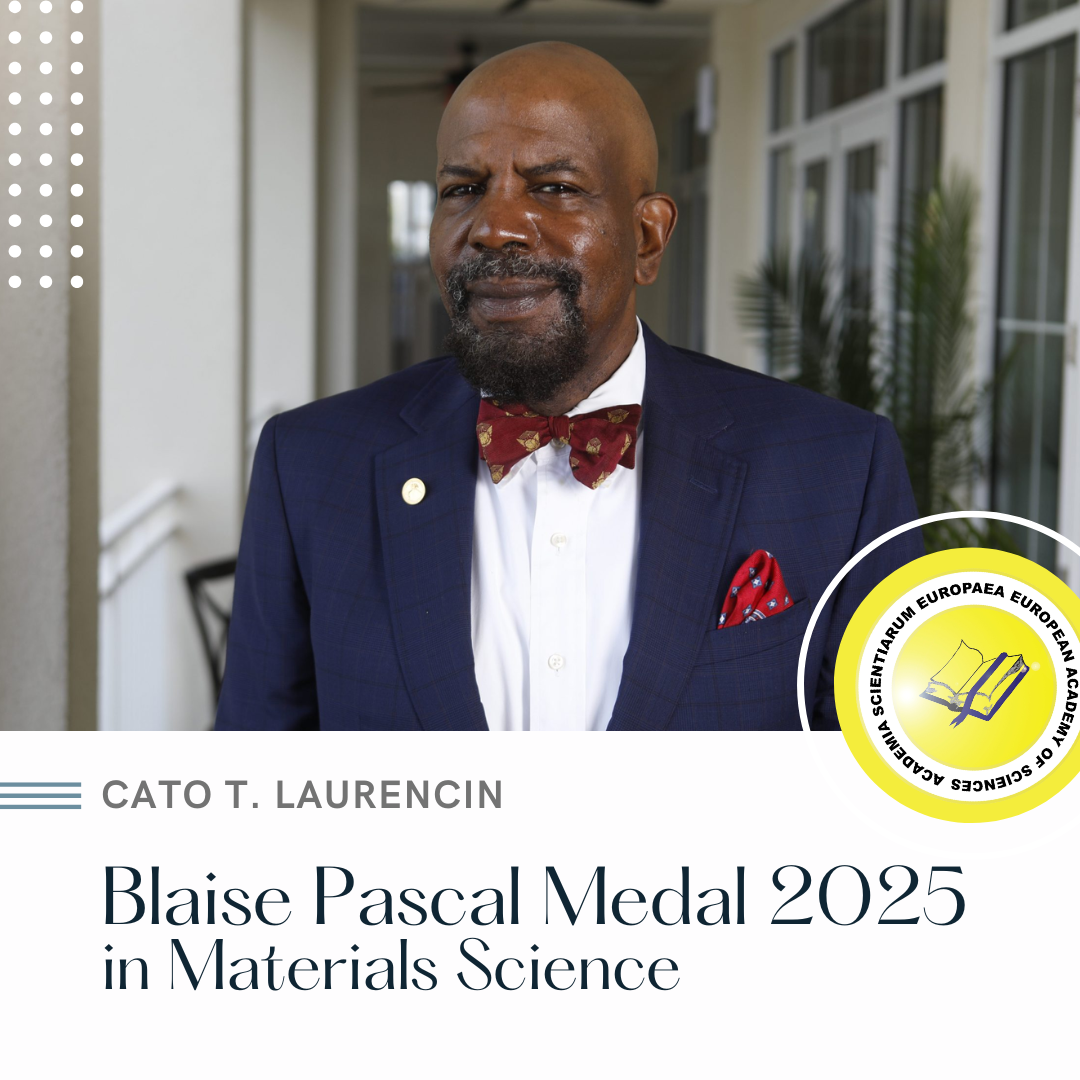 ACADEMIA SCIENTIARUM EUROPAEA EUROPEAN ACADEMY OF SCIENCES
CATO T. LAURENCIN
Blaise Pascal Medal 2025
in Materials Science